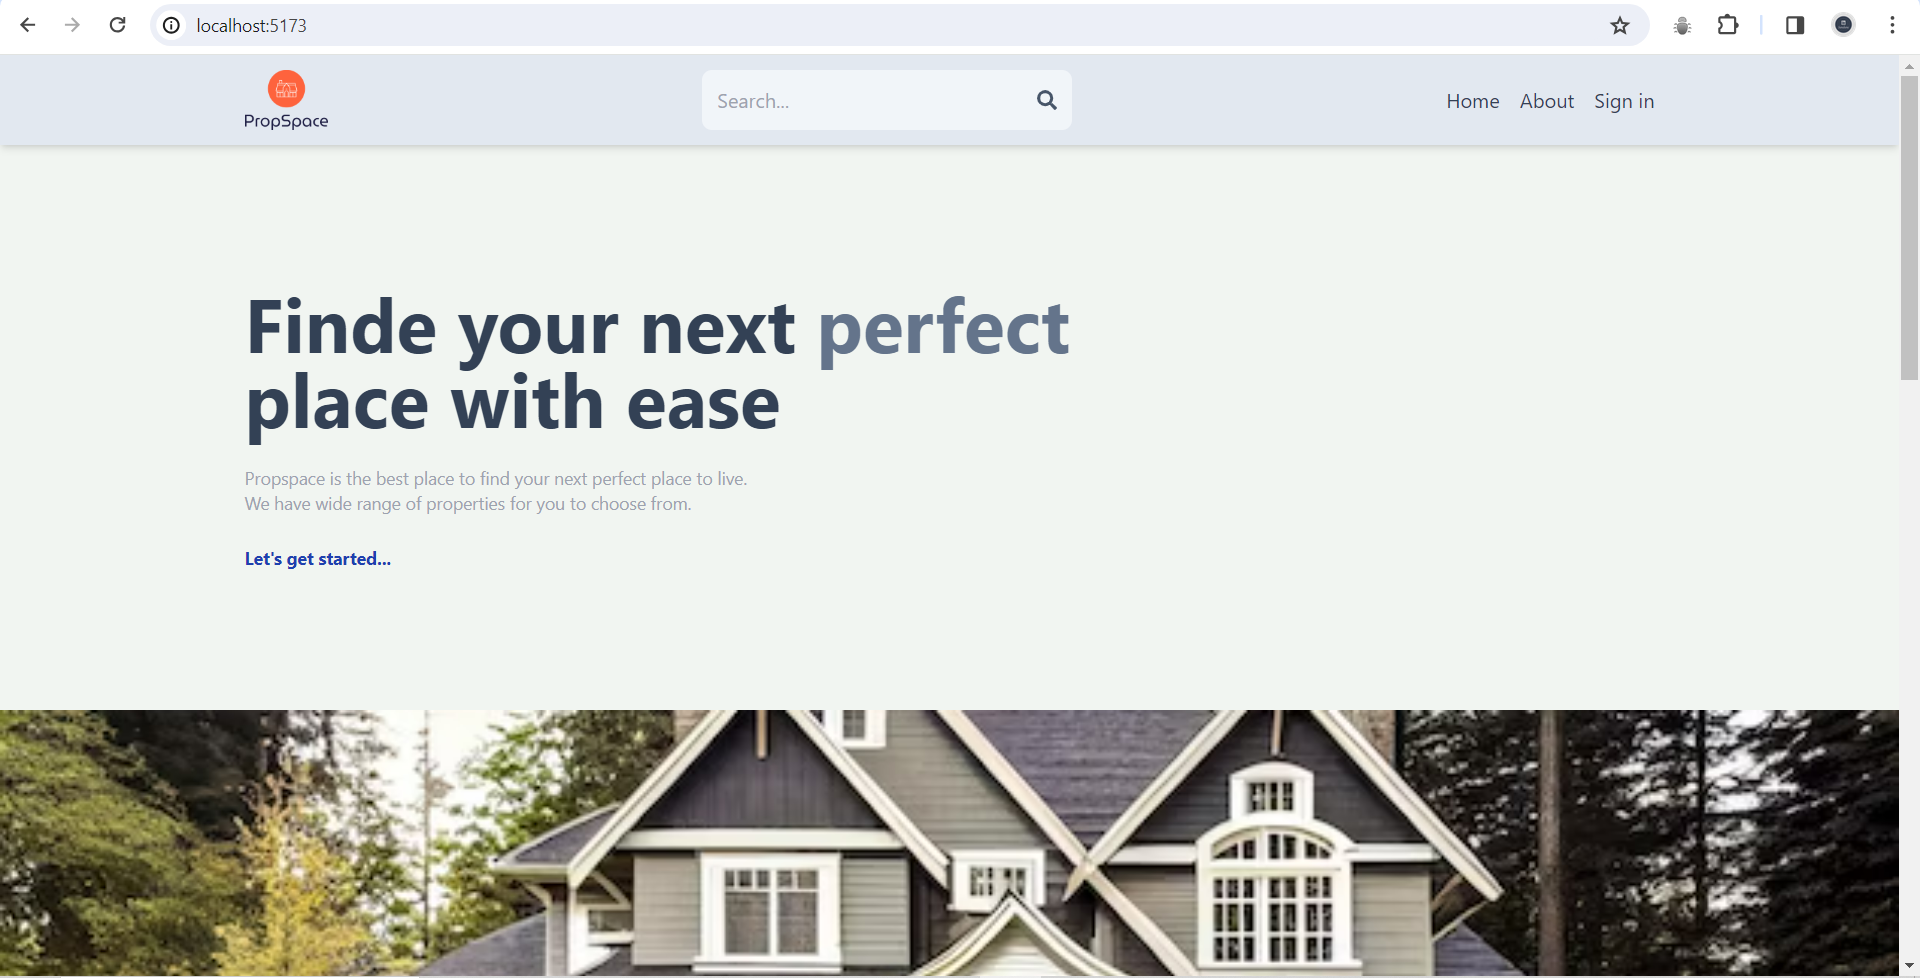 localhost:5173
PropSpace
Search...
Home About Sign in
Finde your next perfect
place with ease
Propspace is the best place to find your next perfect place to live.
We have wide range of properties for you to choose from.
Let's get started...